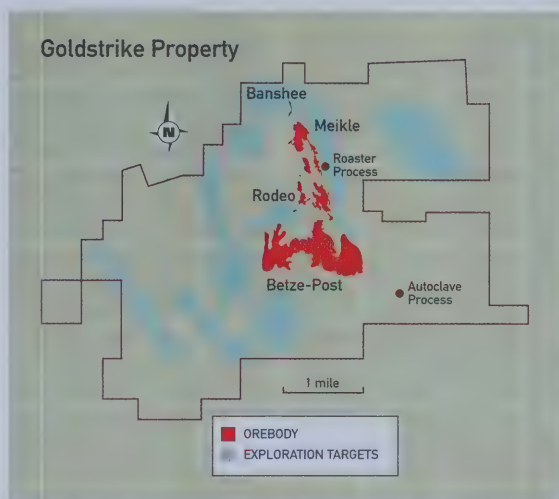 Goldstrike Property
Banshee
N
Meikle
Roaster
Process
Rodeo
Betze-Post
Autoclave
Process
1 mile
OREBODY
EXPLORATION TARGETS